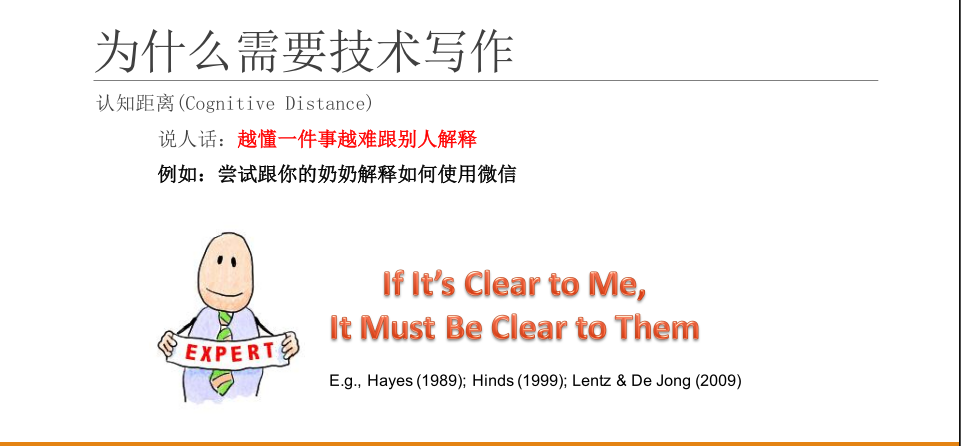 为什么需要技术写作
认知距离(Cognitive Distance)
说人话：越懂一件事越难跟别人解释
例如：尝试跟你的奶奶解释如何使用微信
EXPERT
If It's Clear to Me,
It Must Be Clear to Them
E.g., Hayes (1989); Hinds (1999); Lentz & De Jong (2009)